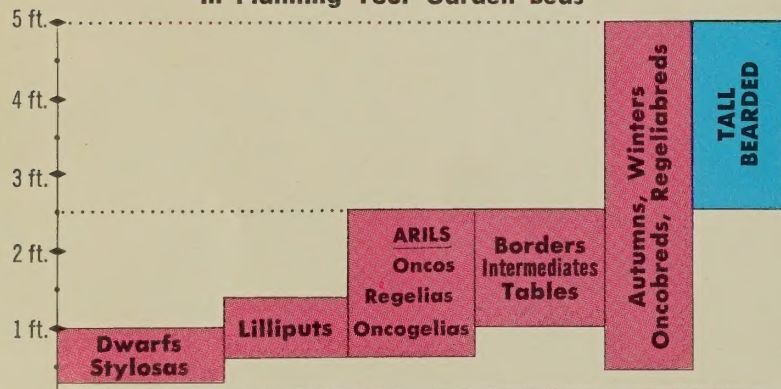 In Planning Your Garden Beds
5 ft.
4 ft.
3 ft.
2 ft.
1 ft.
Dwarfs
Stylosas
Lilliputs
ARILS
Oncos
Regelias
Oncogelias
Borders
Intermediates
Tables
Autumns, Winters
Oncobreds, Regeliabreds
TALL
BEARDED